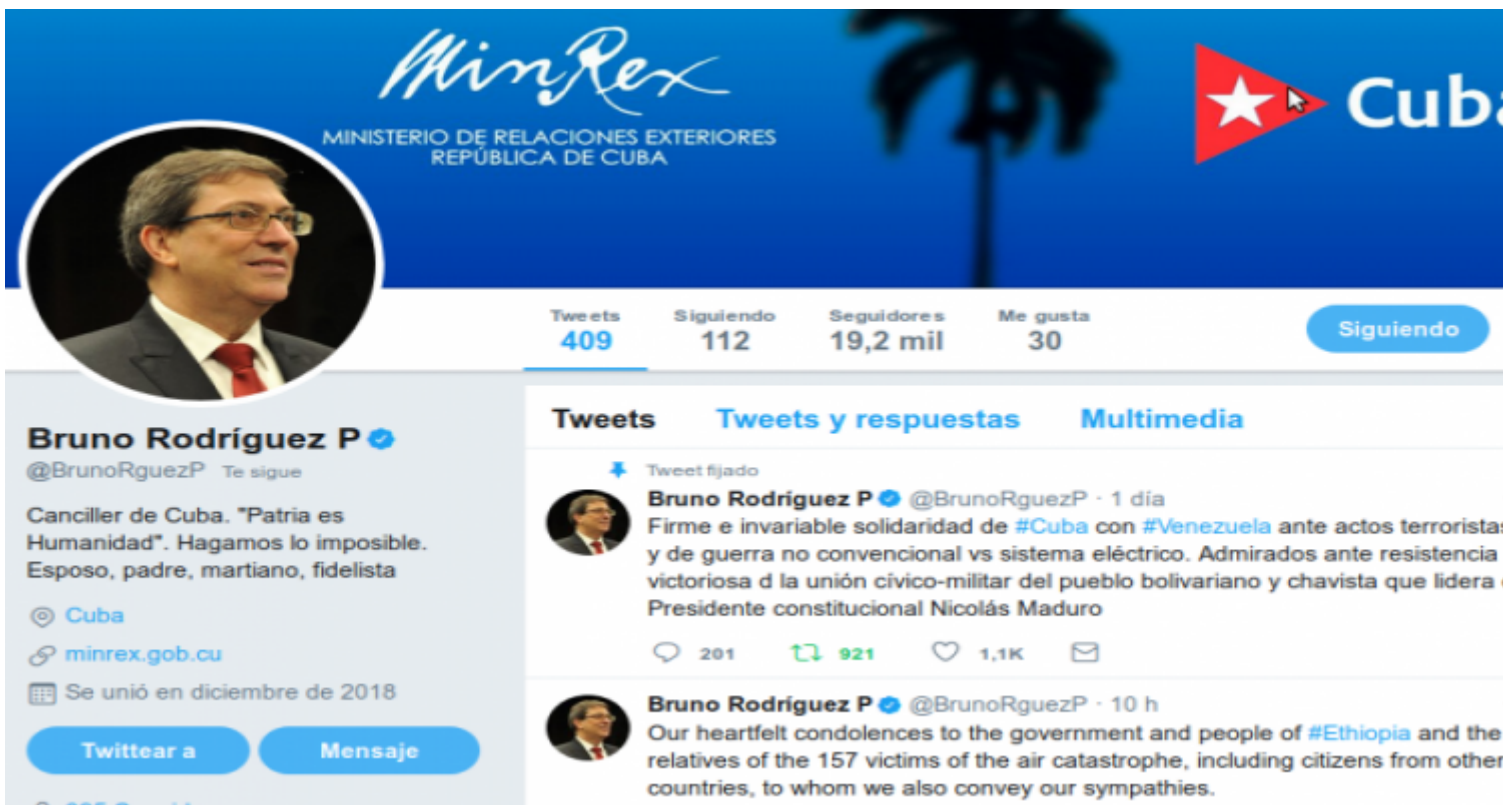 MinRex
MINISTERIO DE RELACIONES EXTERIORES
REPÚBLICA DE CUBA
Cuba
Tweets
409
Siguiendo
112
Seguidores
19,2 mil
Me gusta
30
Siguiendo
Bruno Rodríguez P
@BrunoRguezP Te sigue
Canciller de Cuba. "Patria es
Humanidad". Hagamos lo imposible.
Esposo, padre, martiano, fidelista
Cuba
minrex.gob.cu
Se unió en diciembre de 2018
Twittear a
Mensaje
Tweets Tweets y respuestas Multimedia
Tweet fijado
Bruno Rodríguez P @BrunoRguezP · 1 día
Firme e invariable solidaridad de #Cuba con #Venezuela ante actos terroristas
y de guerra no convencional vs sistema eléctrico. Admirados ante resistencia
victoriosa d la unión cívico-militar del pueblo bolivariano y chavista que lidera
Presidente constitucional Nicolás Maduro
201 921 1,1K
Bruno Rodríguez P @BrunoRguezP · 10 h
Our heartfelt condolences to the government and people of #Ethiopia and the
relatives of the 157 victims of the air catastrophe, including citizens from other
countries, to whom we also convey our sympathies.